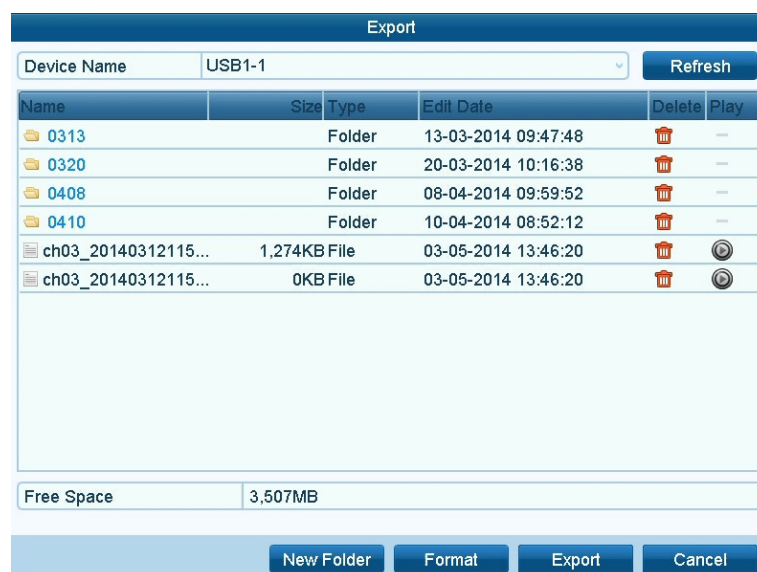 Export
Device Name USB1-1 Refresh
Name Size Type Edit Date Delete Play
0313 Folder 13-03-2014 09:47:48
0320 Folder 20-03-2014 10:16:38
0408 Folder 08-04-2014 09:59:52
0410 Folder 10-04-2014 08:52:12
ch03_20140312115... 1,274KB File 03-05-2014 13:46:20
ch03_20140312115... 0KB File 03-05-2014 13:46:20
Free Space 3,507MB
New Folder Format Export Cancel